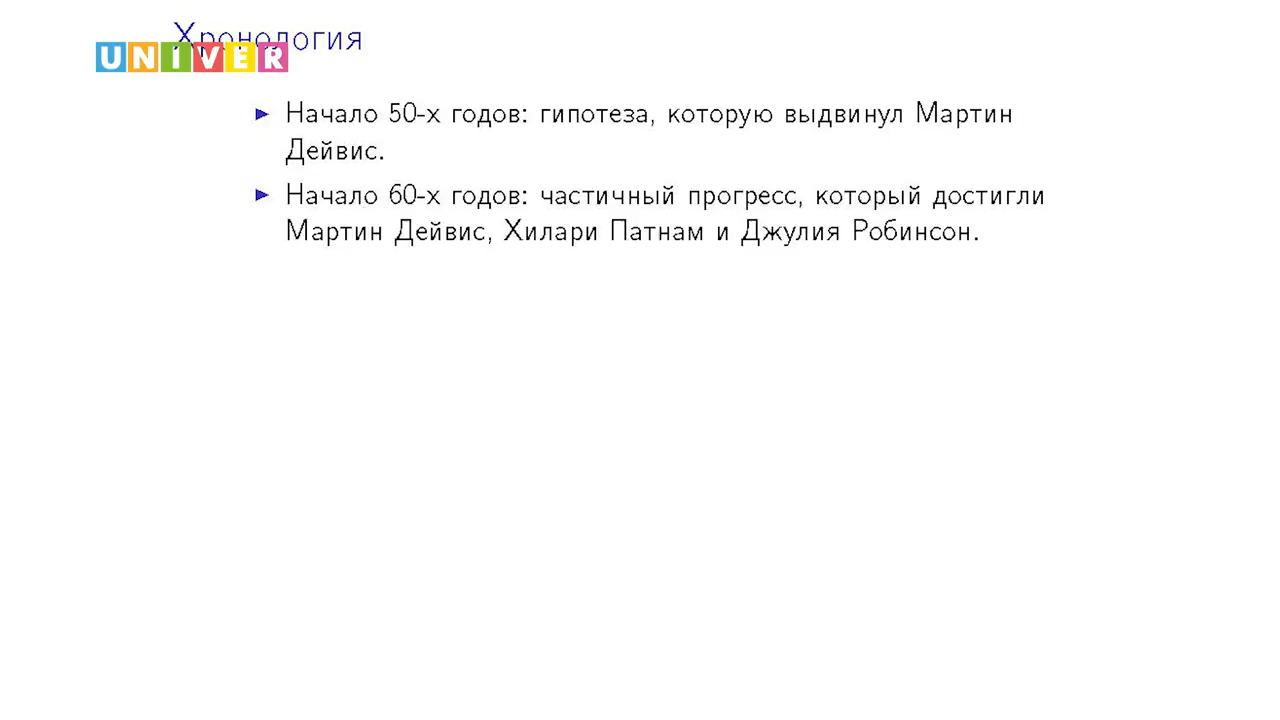 Хронология
UNIVER
Начало 50-х годов: гипотеза, которую выдвинул Мартин
Дейвис.
Начало 60-х годов: частичный прогресс, который достигли
Мартин Дейвис, Хилари Патнам и Джулия Робинсон.